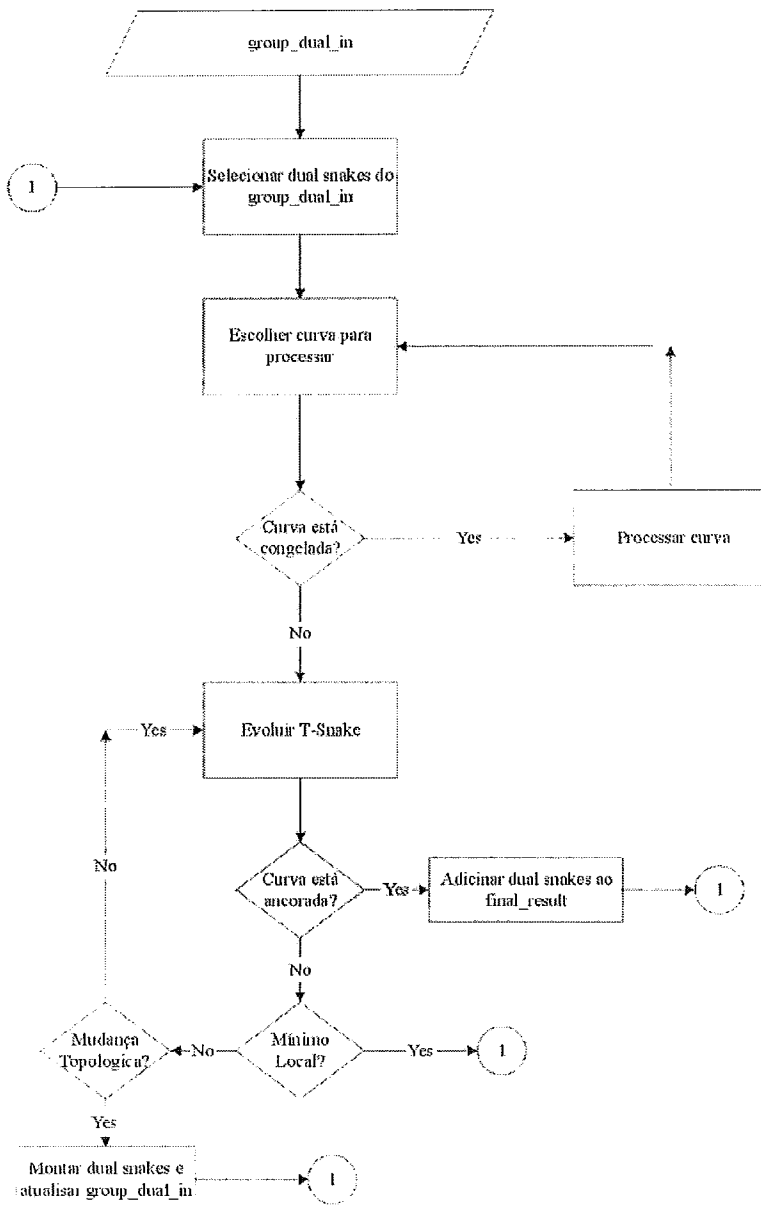 group_dual_in
1
Selecionar dual snakes do
group_dual_in
Escolher curva para
processar
Curva está
congelada?
Yes
Processar curva
No
Yes
Evoluir T-Snake
No
Curva está
ancorada?
Yes
Adicinar dual snakes ao
final_result
1
No
Mudança
Topologica?
No
Mínimo
Local?
Yes
1
Yes
Montar dual snakes e
atualisar group_dual_in
1